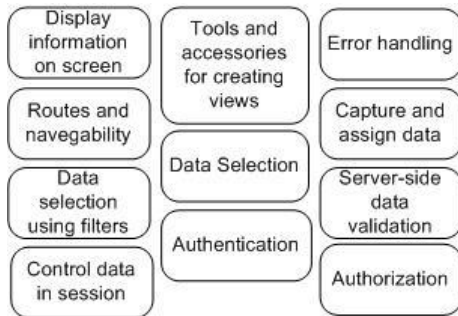 Display
information
on screen
Routes and
navegability
Data
selection
using filters
Control data
in session
Tools and
accessories
for creating
views
Data Selection
Authentication
Error handling
Capture and
assign data
Server-side
data
validation
Authorization